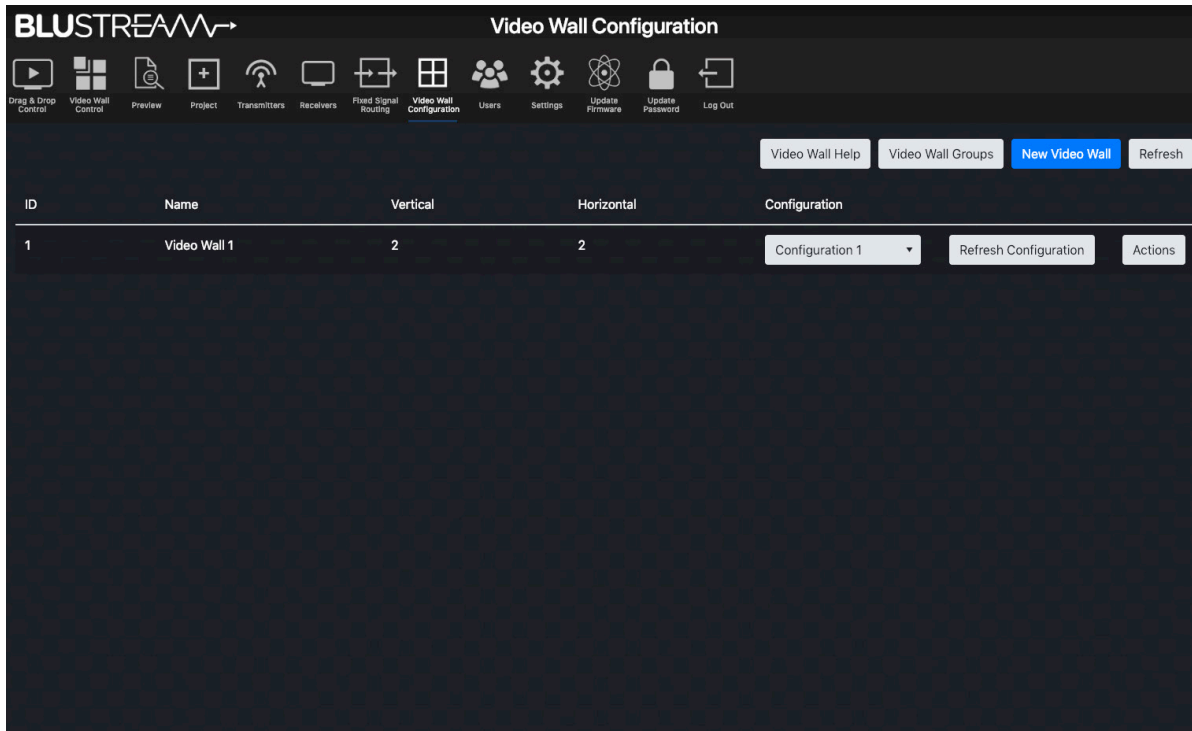 BLUSTREAM
Video Wall Configuration
Drag & Drop
Control
Video Wall
Control
Preview
Project
Transmitters
Receivers
Fixed Signal
Routing
Video Wall
Configuration
Users
Settings
Update
Firmware
Update
Password
Log Out
Video Wall Help
Video Wall Groups
New Video Wall
Refresh
ID Name Vertical Horizontal Configuration
1 Video Wall 1 2 2 Configuration 1 Refresh Configuration Actions